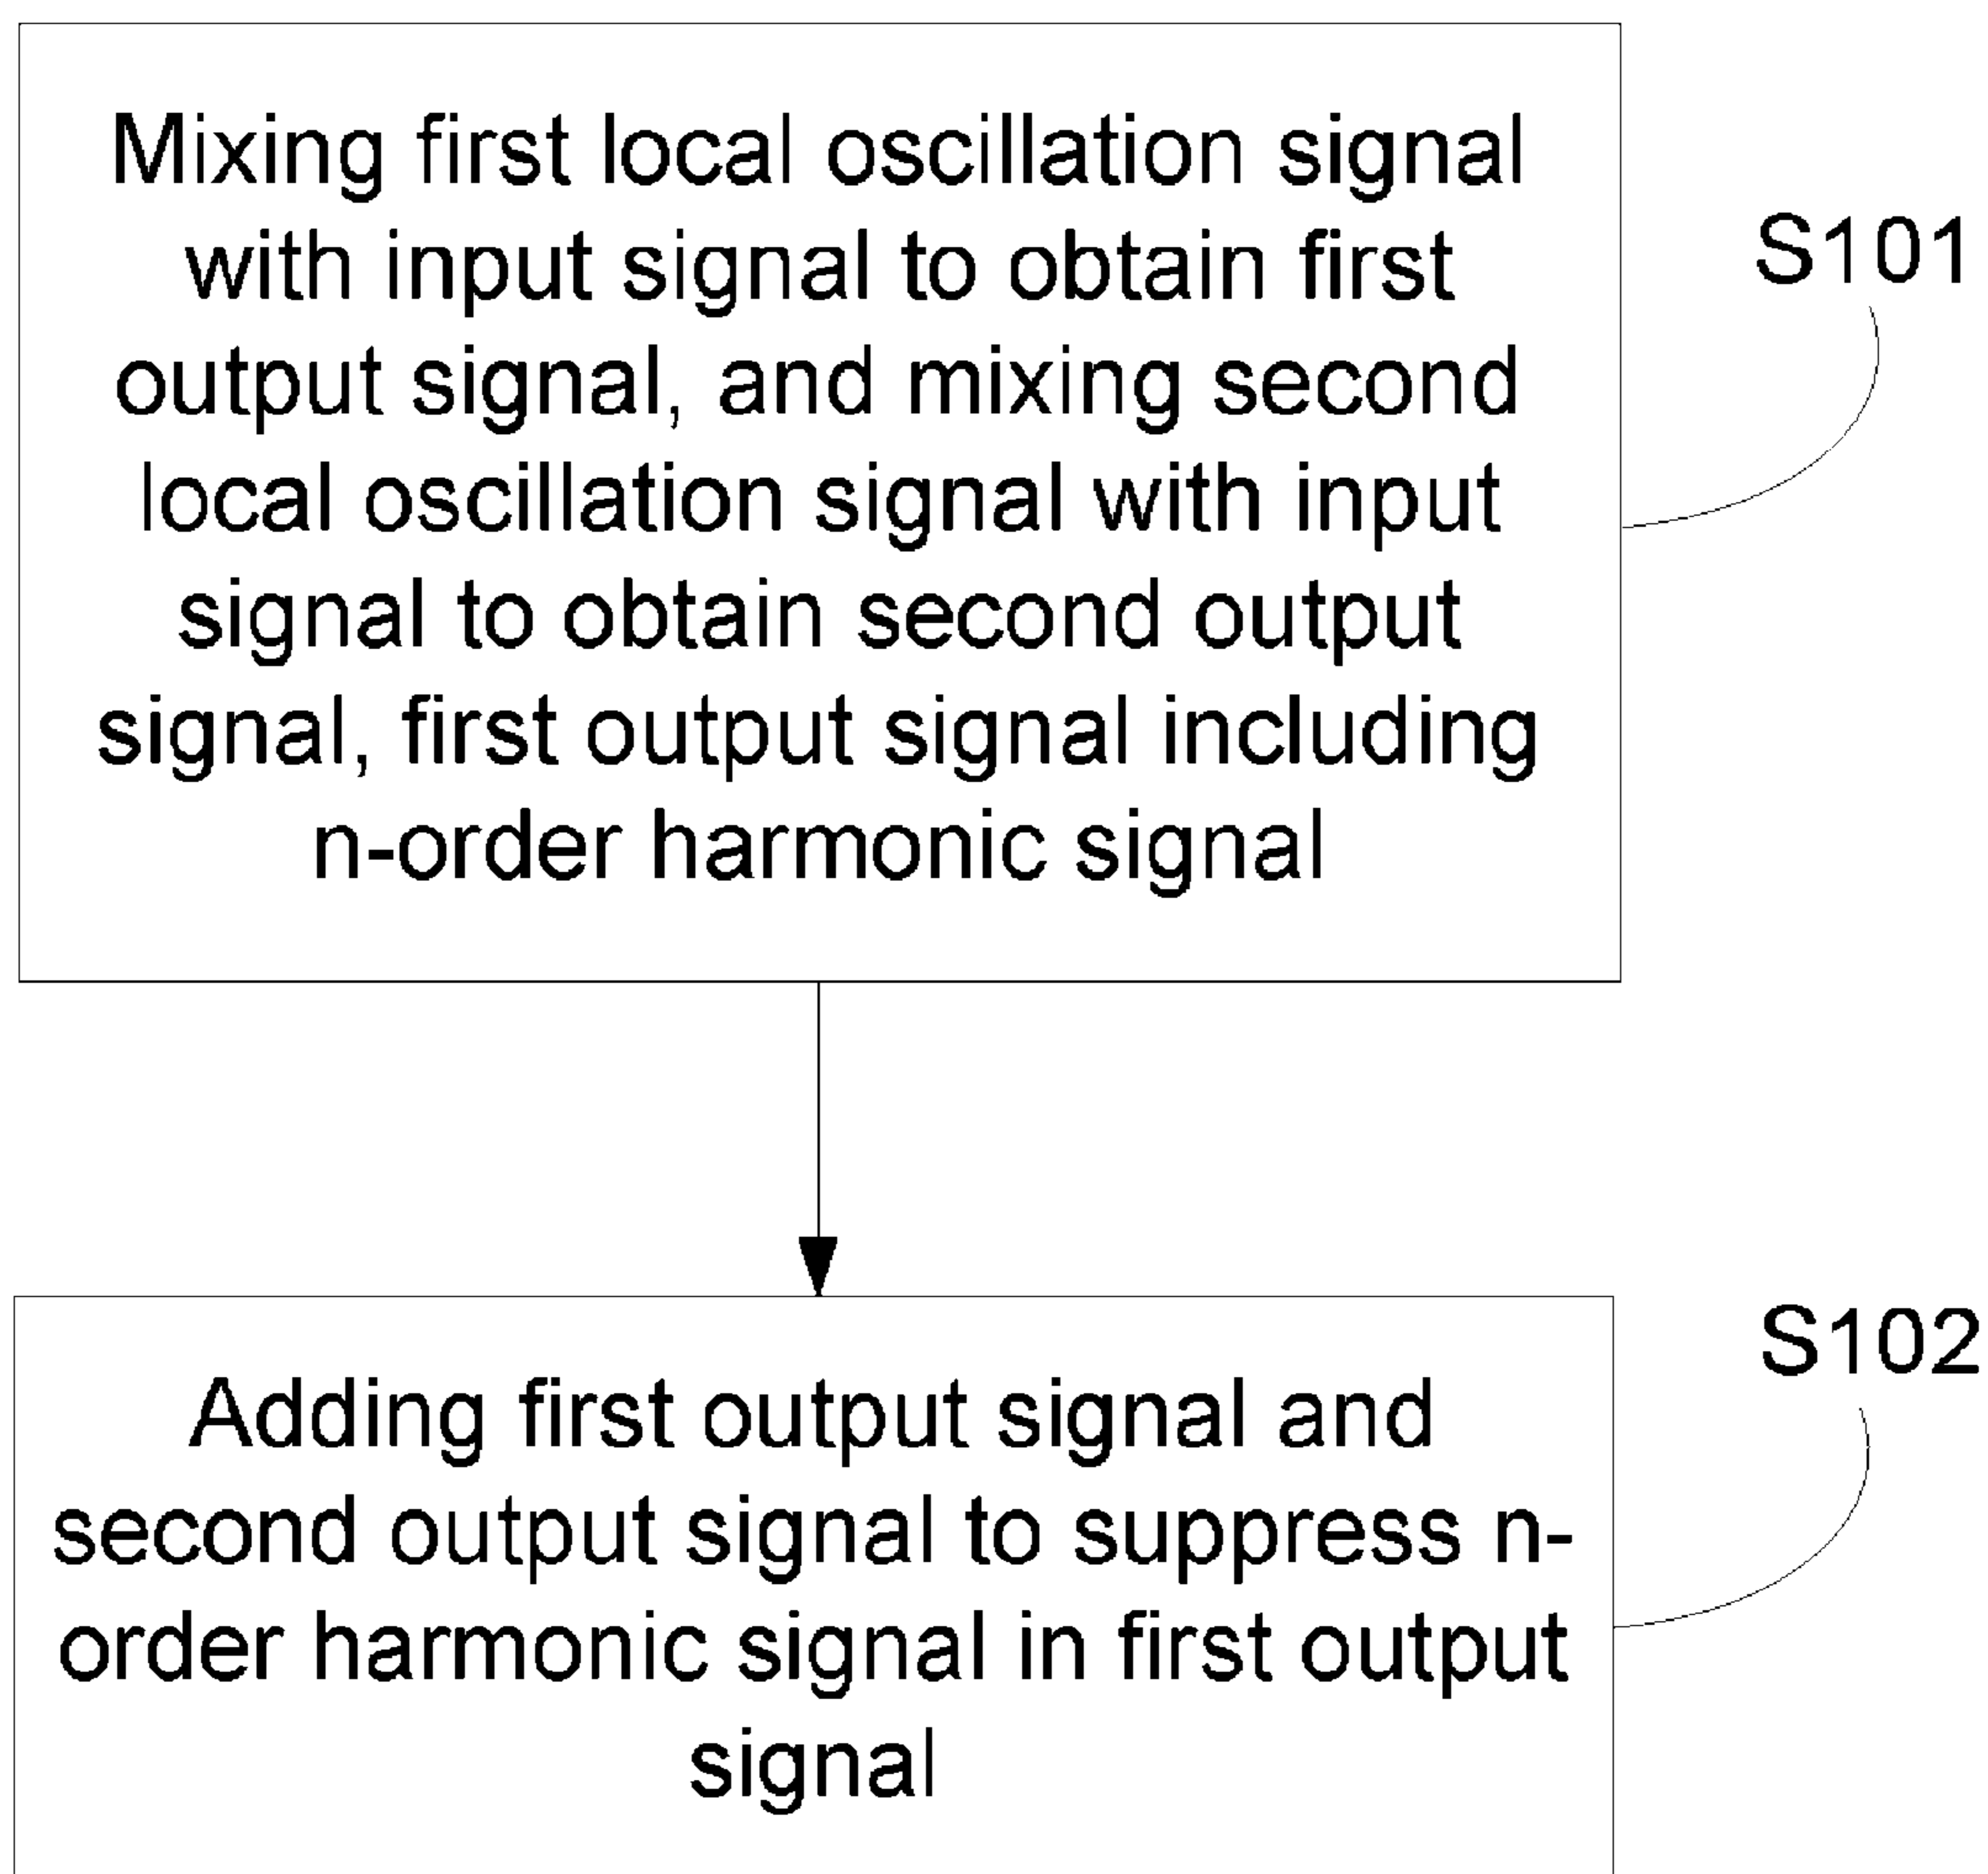 Mixing first local oscillation signal
with input signal to obtain first
output signal, and mixing second
local oscillation signal with input
signal to obtain second output
signal, first output signal including
n-order harmonic signal
S101
Adding first output signal and
second output signal to suppress n-
order harmonic signal in first output
signal
S102